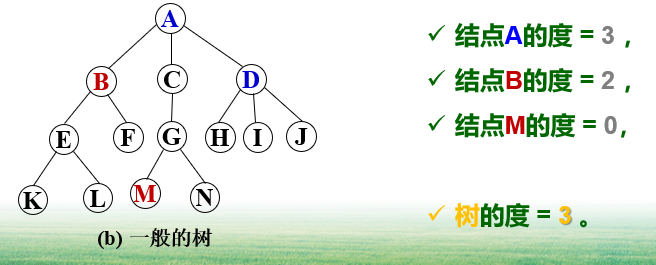 A
B C D
E F G H I J
K L M N
(b) 一般的树
✓ 结点A的度 = 3 ，
✓ 结点B的度 = 2 ，
✓ 结点M的度 = 0，
✓ 树的度 = 3 。